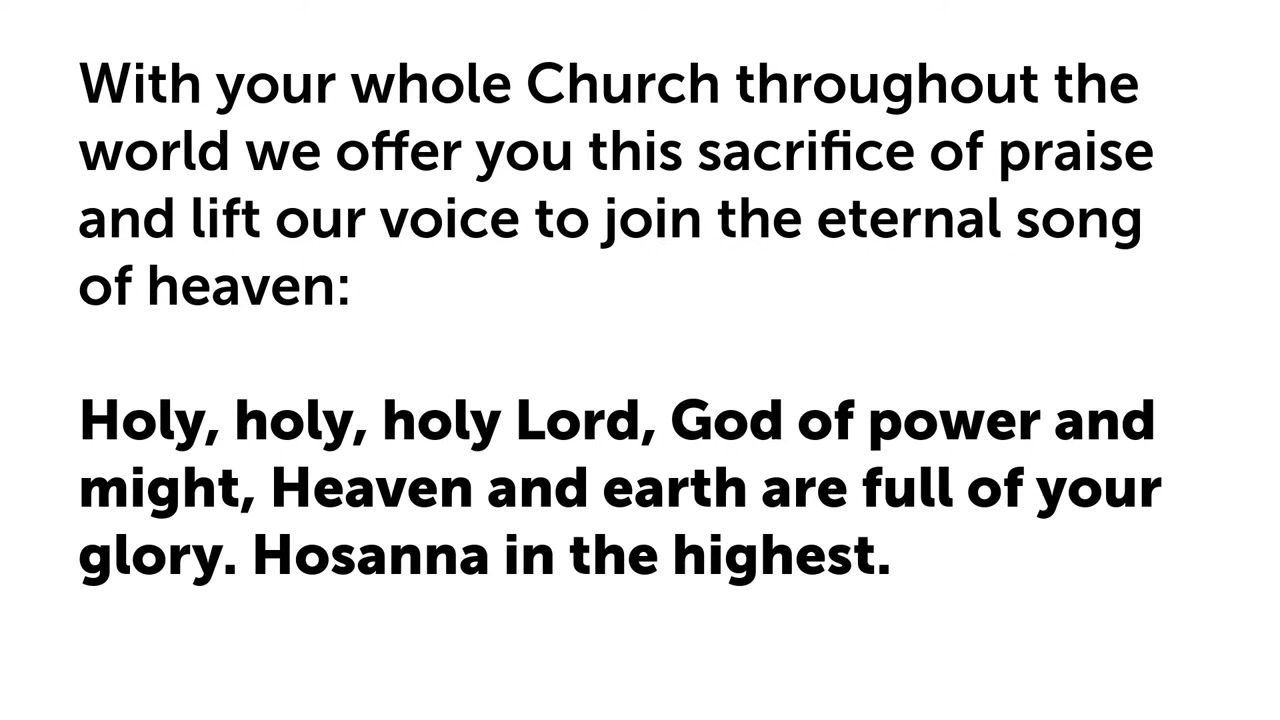 With your whole Church throughout the
world we offer you this sacrifice of praise
and lift our voice to join the eternal song
of heaven:
Holy, holy, holy Lord, God of power and
might, Heaven and earth are full of your
glory. Hosanna in the highest.